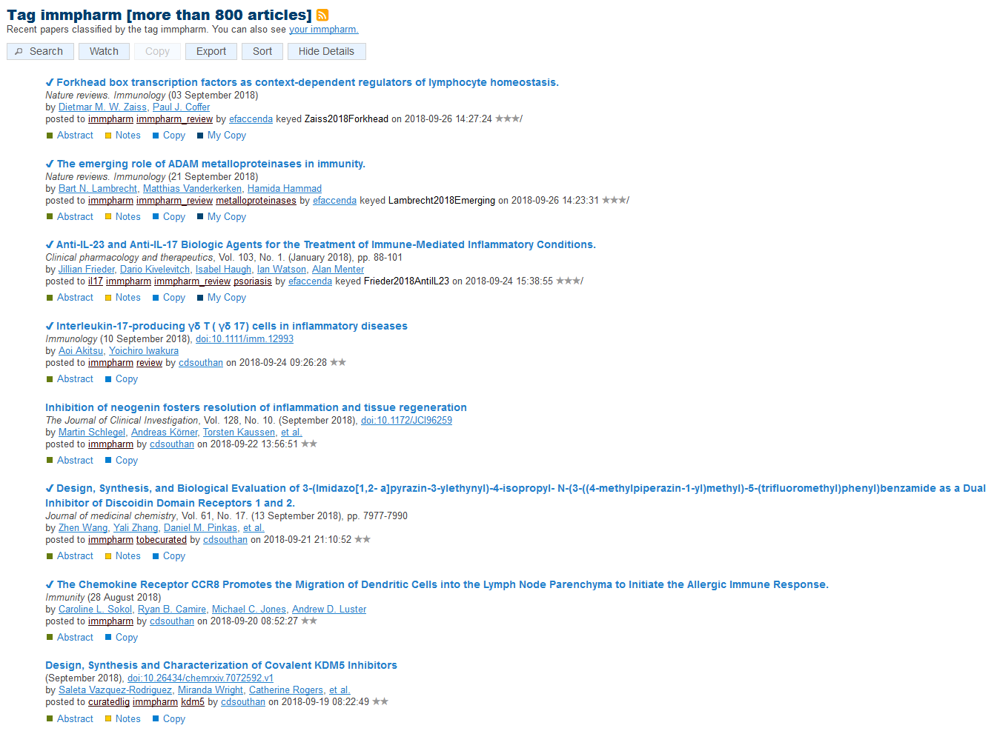 Tag immpharm [more than 800 articles]
Recent papers classified by the tag immpharm. You can also see your immpharm.
Search Watch Copy Export Sort Hide Details
✔ Forkhead box transcription factors as context-dependent regulators of lymphocyte homeostasis.
Nature reviews. Immunology (03 September 2018)
by Dietmar M. W. Zaiss, Paul J. Coffer
posted to immpharm immpharm_review by efaccenda keyed Zaiss2018Forkhead on 2018-09-26 14:27:24 ★★★/
Abstract Notes Copy My Copy
✔ The emerging role of ADAM metalloproteinases in immunity.
Nature reviews. Immunology (21 September 2018)
by Bart N. Lambrecht, Matthias Vanderkerken, Hamida Hammad
posted to immpharm immpharm_review metalloproteinases by efaccenda keyed Lambrecht2018Emerging on 2018-09-26 14:23:31 ★★★/
Abstract Notes Copy My Copy
✔ Anti-IL-23 and Anti-IL-17 Biologic Agents for the Treatment of Immune-Mediated Inflammatory Conditions.
Clinical pharmacology and therapeutics, Vol. 103, No. 1. (January 2018), pp. 88-101
by Jillian Frieder, Dario Kivelevitch, Isabel Haugh, Ian Watson, Alan Menter
posted to il17 immpharm immpharm_review psoriasis by efaccenda keyed Frieder2018AntiIL23 on 2018-09-24 15:38:55 ★★★/
Abstract Notes Copy My Copy
✔ Interleukin-17-producing γδ T ( γδ 17) cells in inflammatory diseases
Immunology (10 September 2018), doi:10.1111/imm.12993
by Aoi Akitsu, Yoichiro Iwakura
posted to immpharm review by cdsouthan on 2018-09-24 09:26:28 ★★
Abstract Copy
Inhibition of neogenin fosters resolution of inflammation and tissue regeneration
The Journal of Clinical Investigation, Vol. 128, No. 10. (September 2018), doi:10.1172/JCI96259
by Martin Schlegel, Andreas Körner, Torsten Kaussen, et al.
posted to immpharm by cdsouthan on 2018-09-22 13:56:51 ★★
Abstract Copy
✔ Design, Synthesis, and Biological Evaluation of 3-(Imidazo[1,2- a]pyrazin-3-ylethynyl)-4-isopropyl- N-(3-((4-methylpiperazin-1-yl)methyl)-5-(trifluoromethyl)phenyl)benzamide as a Dual
Inhibitor of Discoidin Domain Receptors 1 and 2.
Journal of medicinal chemistry, Vol. 61, No. 17. (13 September 2018), pp. 7977-7990
by Zhen Wang, Yali Zhang, Daniel M. Pinkas, et al.
posted to immpharm tobecurated by cdsouthan on 2018-09-21 21:10:52 ★★
Abstract Notes Copy
✔ The Chemokine Receptor CCR8 Promotes the Migration of Dendritic Cells into the Lymph Node Parenchyma to Initiate the Allergic Immune Response.
Immunity (28 August 2018)
by Caroline L. Sokol, Ryan B. Camire, Michael C. Jones, Andrew D. Luster
posted to immpharm by cdsouthan on 2018-09-20 08:52:27 ★★
Abstract Copy
Design, Synthesis and Characterization of Covalent KDM5 Inhibitors
(September 2018), doi:10.26434/chemrxiv.7072592.v1
by Saleta Vazquez-Rodriguez, Miranda Wright, Catherine Rogers, et al.
posted to curatedlig immpharm kdm5 by cdsouthan on 2018-09-19 08:22:49 ★★
Abstract Notes Copy